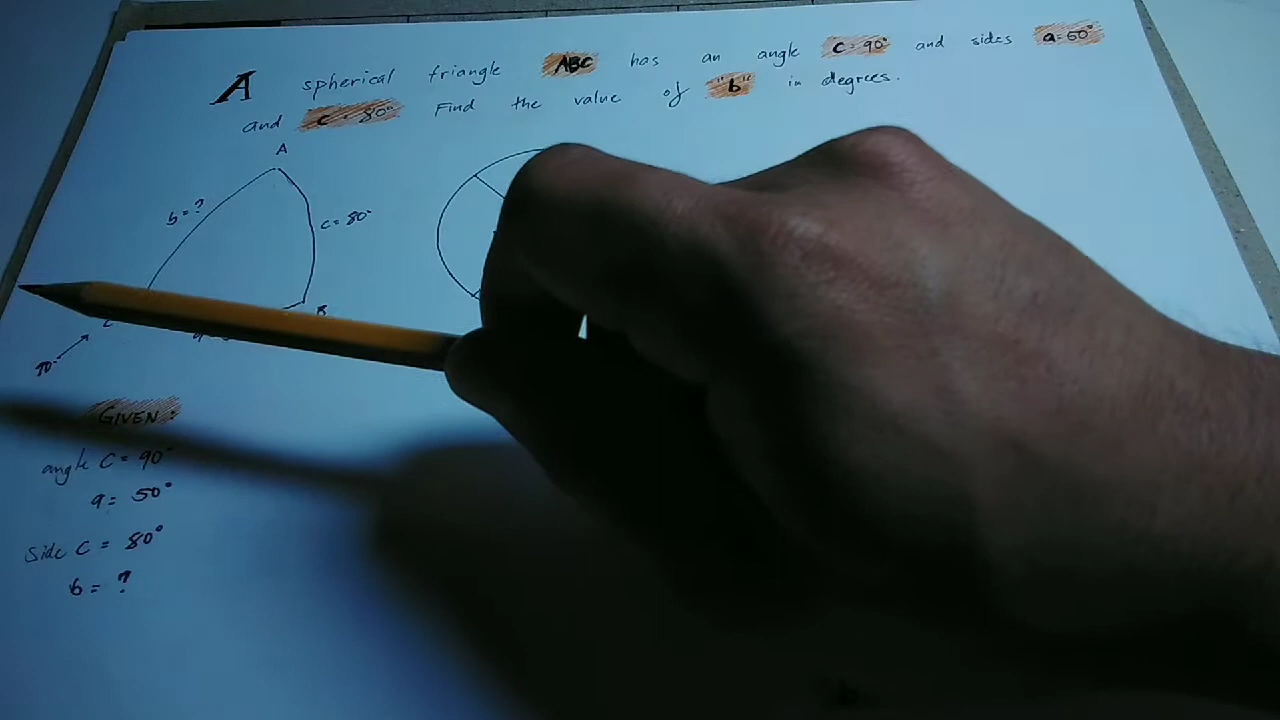 A spherical triangle ABC has an angle C = 90° and sides a=60°
and c = 80° Find the value of "b" in degrees.
A
b = ?
c = 80°
B
C
90°
GIVEN:
angle C = 90°
a = 50°
Side C = 80°
b = ?